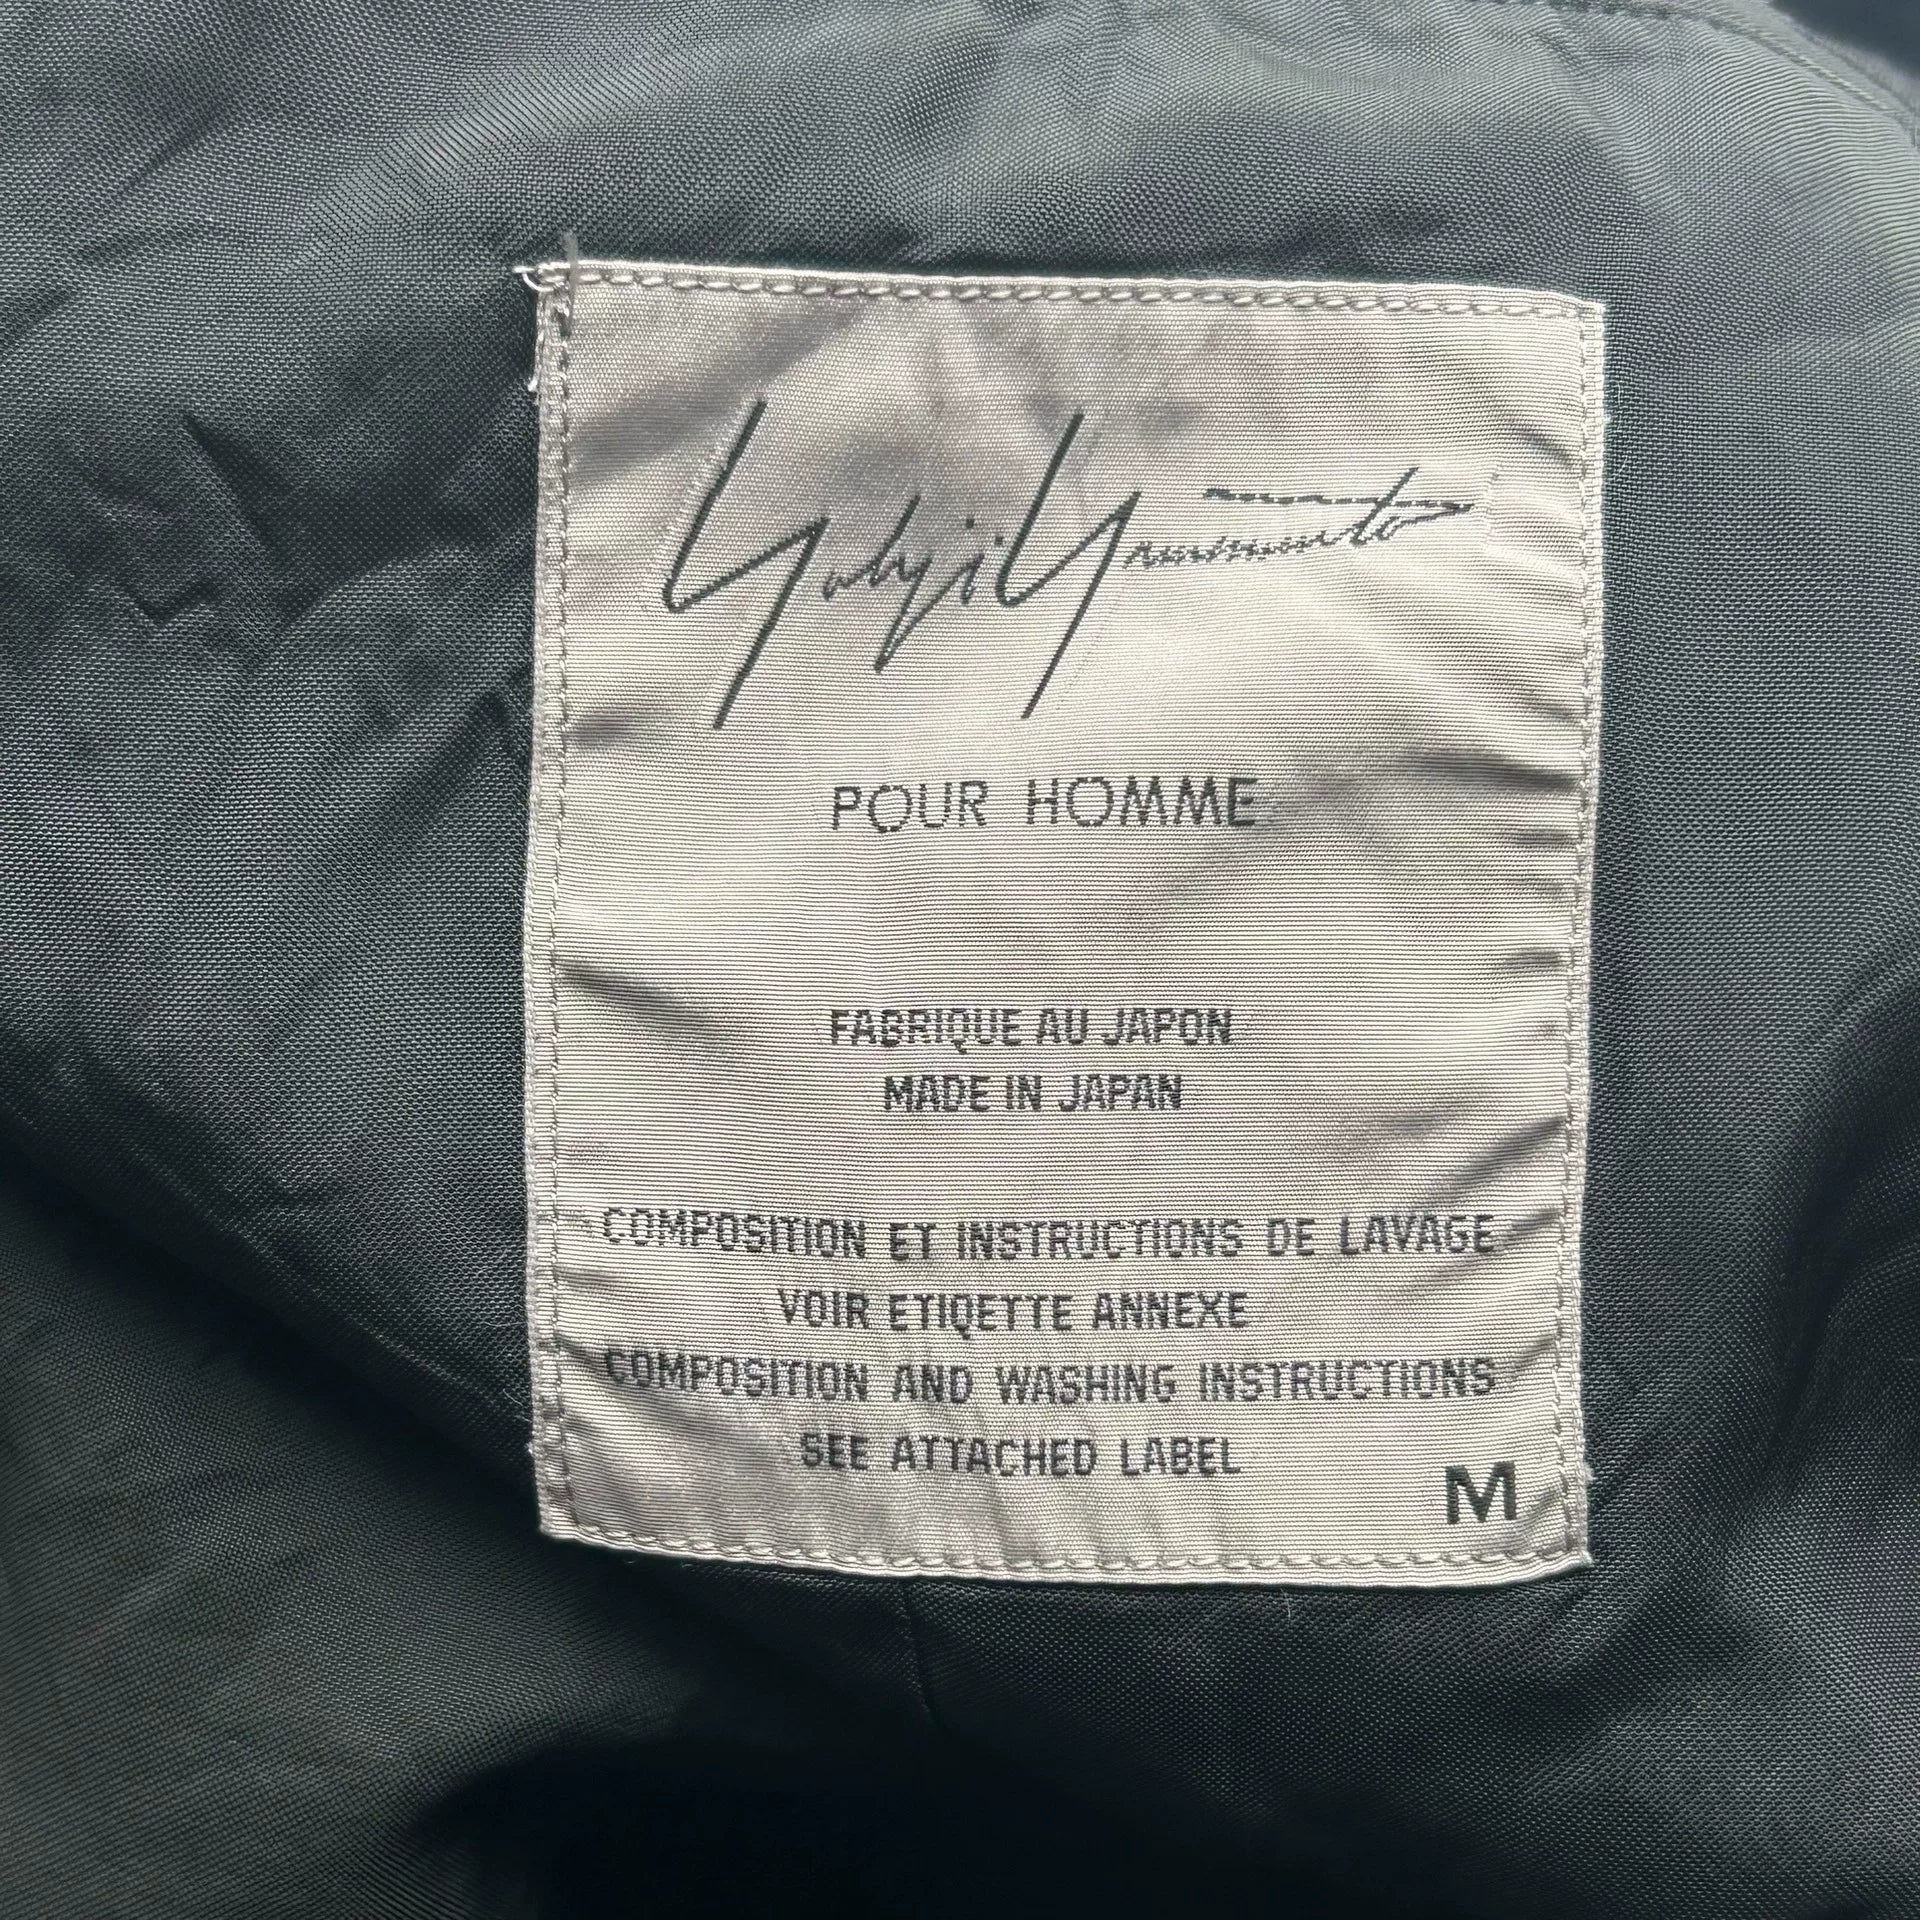 Yohji Yamamoto
POUR HOMME
FABRIQUE AU JAPON
MADE IN JAPAN
COMPOSITION ET INSTRUCTIONS DE LAVAGE
VOIR ETIQETTE ANNEXE
COMPOSITION AND WASHING INSTRUCTIONS
SEE ATTACHED LABEL
M